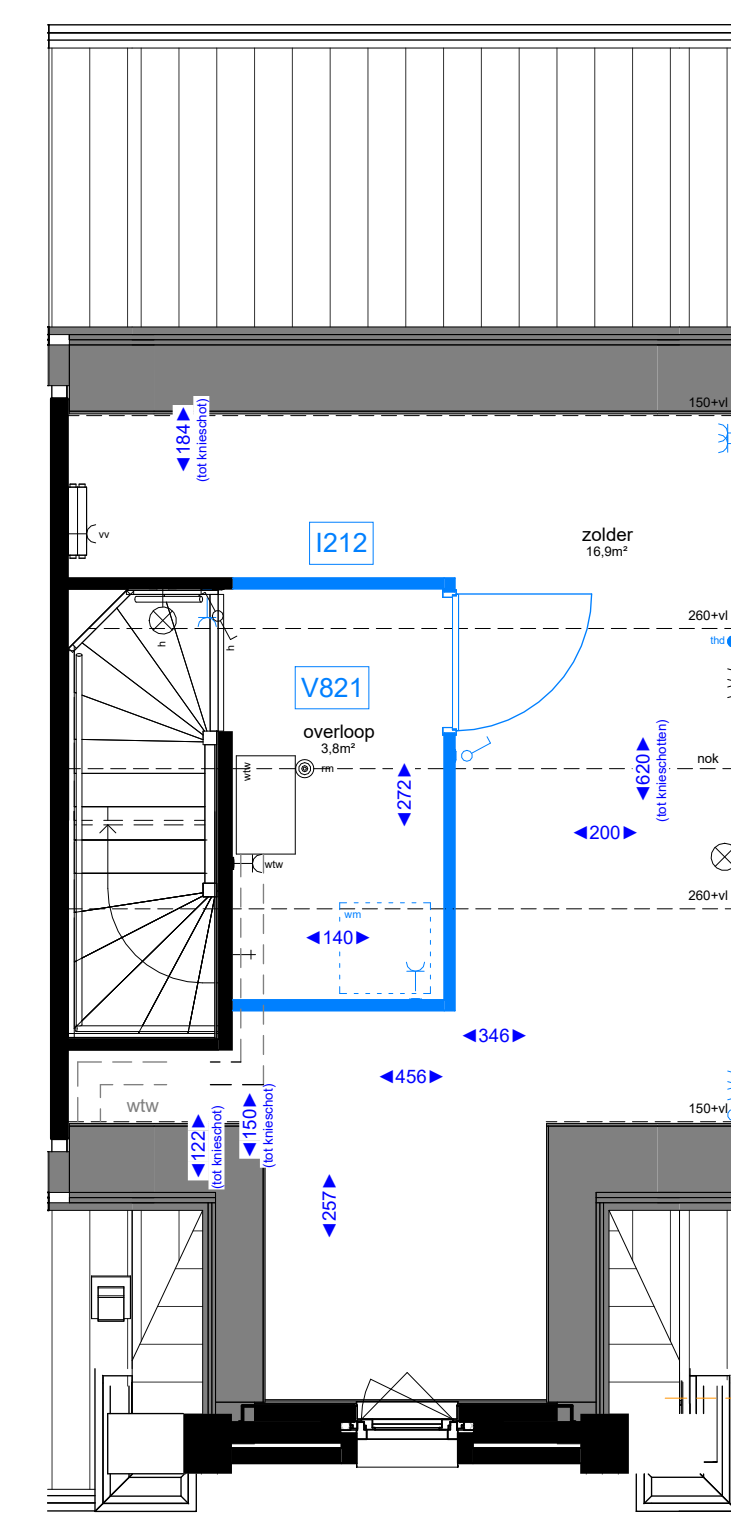 150+vl
184
(tot knieschot)
vv
I212
zolder
16,9m²
260+vl
h
h
thd
V821
overloop
3,8m²
620
(tot knieschotten)
nok
wtw
rm
272
200
wtw
260+vl
wm
140
346
456
wtw
150
(tot knieschot)
122
(tot knieschot)
150+vl
257